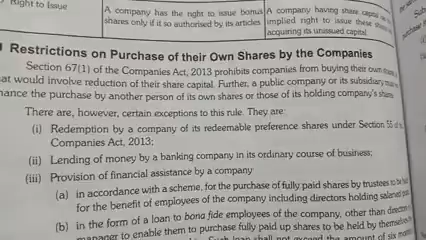 Right to Issue
A company has the right to issue bonus
shares only if it so authorised by its articles
A company having share capital
implied right to issue these
acquiring its unissued capital.
Restrictions on Purchase of their Own Shares by the Companies
Section 67(1) of the Companies Act, 2013 prohibits companies from buying their own
at would involve reduction of their share capital. Further, a public company or its subsidiary
nance the purchase by another person of its own shares or those of its holding company's shares
There are, however, certain exceptions to this rule. They are:
(i) Redemption by a company of its redeemable preference shares under Section 55
Companies Act, 2013;
(ii) Lending of money by a banking company in its ordinary course of business;
(iii) Provision of financial assistance by a company
(a) in accordance with a scheme, for the purchase of fully paid shares by trustees to be
for the benefit of employees of the company including directors holding salaried
(b) in the form of a loan to bona fide employees of the company, other than directors
manager to enable them to purchase fully paid up shares to be held by themselves
Such loan shall not exceed the amount of six